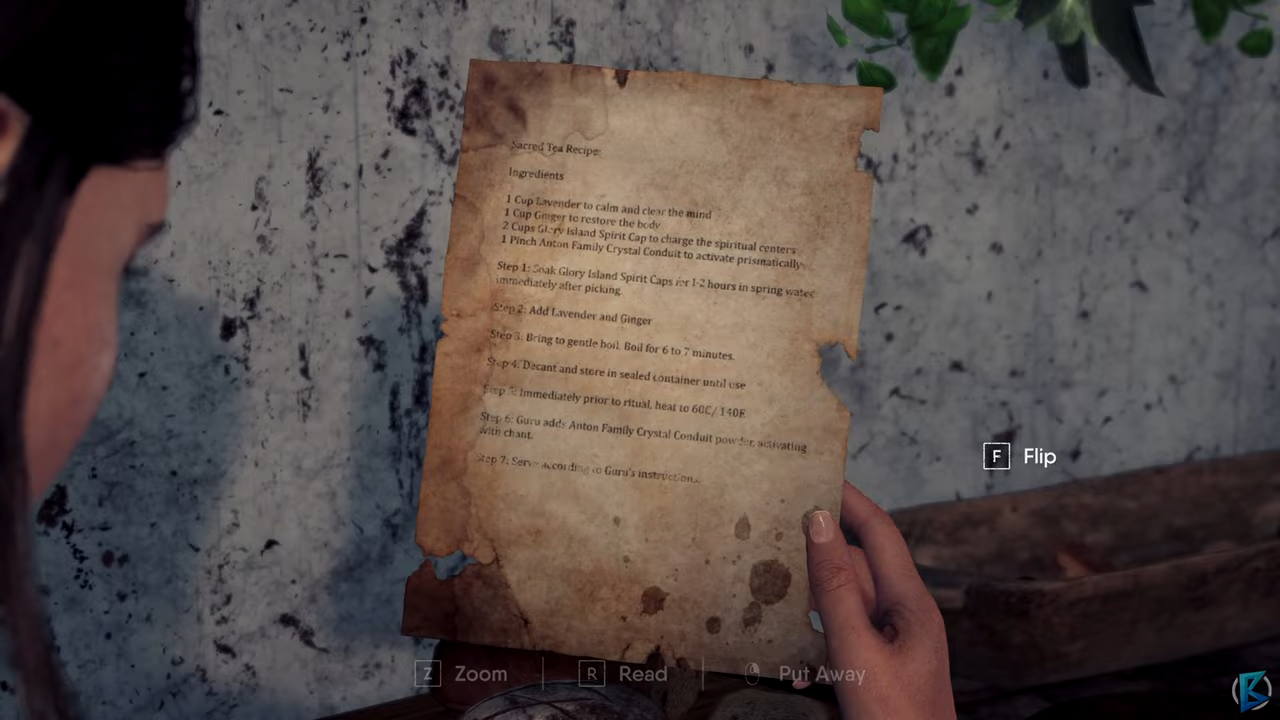 Sacred Tea Recipe:
Ingredients
1 Cup Lavender to calm and clear the mind
1 Cup Ginger to restore the body
2 Cups Glory Island Spirit Cap to charge the spiritual centers
1 Pinch Anton Family Crystal Conduit to activate prismatically
Step 1: Soak Glory Island Spirit Caps for 1-2 hours in spring water
immediately after picking.
Step 2: Add Lavender and Ginger
Step 3: Bring to gentle boil. Boil for 6 to 7 minutes.
Step 4: Decant and store in sealed container until use
Step 5: Immediately prior to ritual, heat to 60C/ 140F
Step 6: Guru adds Anton Family Crystal Conduit powder, activating
with chant.
Step 7: Serve according to Guru's instructions.
F Flip
Z Zoom
R Read
Put Away